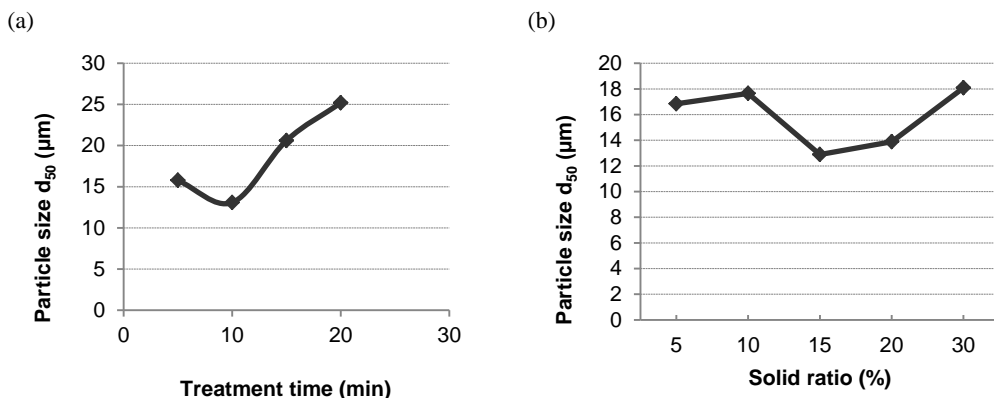 (a)
(b)
30
25
20
15
10
5
0
0 10 20 30
Particle size d50 (µm)
Treatment time (min)
20
18
16
14
12
10
8
6
4
2
0
5 10 15 20 30
Particle size d50 (µm)
Solid ratio (%)